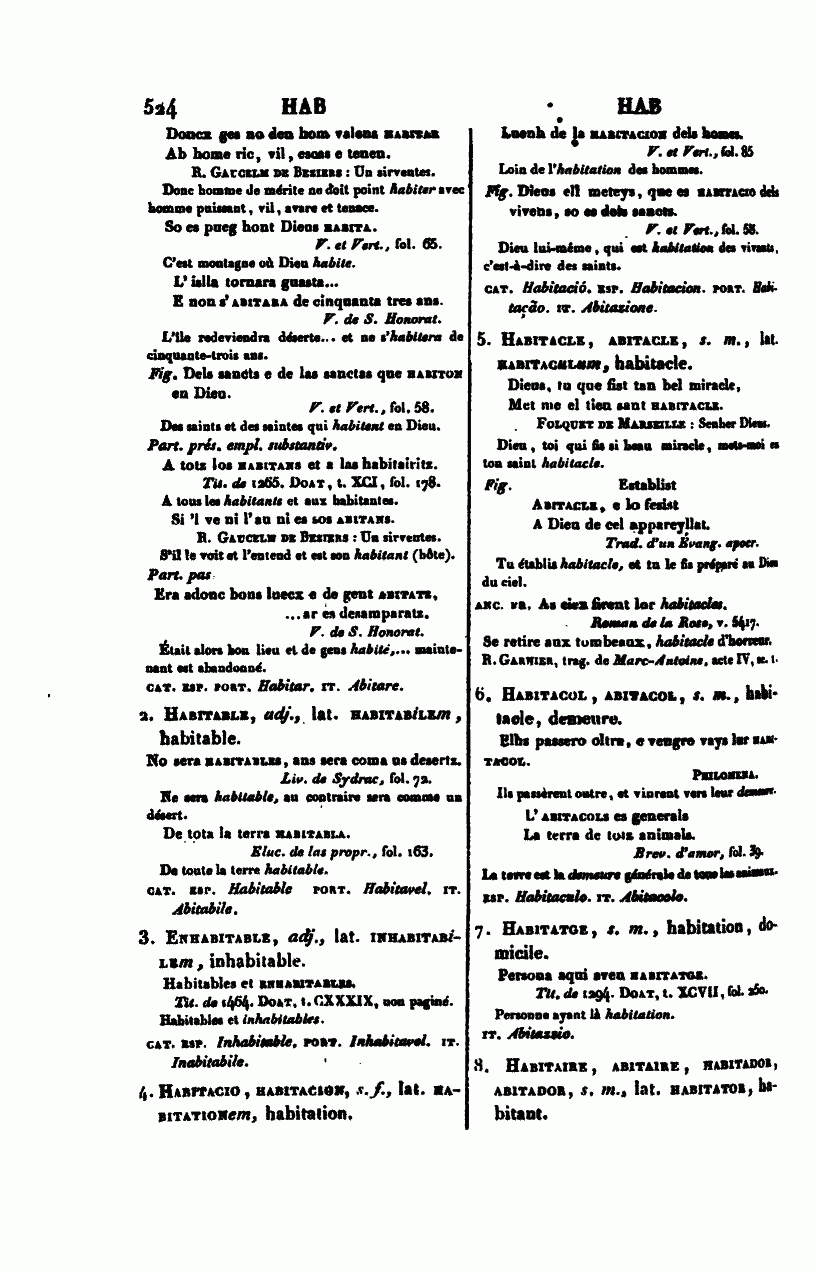 524 HAB HAB
Doncx ges no deu hom valens HABITAR
Ab home ric, vil, escas e tenen.
R. GAUCELM DE BEZIERS : Un sirventes.
Donc homme de mérite ne doit point habiter avec
homme puissant, vil, avare et tenace.
So es pueg hont Dieus HABITA.
V. et Vert., fol. 65.
C'est montagne où Dieu habite.
L' islla tornara guasta...
E non s' ABITARA de cinquanta tres ans.
V. de S. Honorat.
L'île redeviendra déserte... et ne s'habitera de
cinquante-trois ans.
Fig. Dels sanéts e de las sanctas que HABITON
en Dieu.
V. et Vert., fol. 58.
Des saints et des saintes qui habitent en Dieu.
Part. prés. empl. substantiv.
A totz los HABITANS et a las habitairitz.
Tit. de 1265. DOAT, t. XCI, fol. 178.
A tous les habitants et aux habitantes.
Si 'l ve ni l' au ni es sos ABITANS.
R. GAUCELM DE BEZIERS : Un sirventes.
S'il le voit et l'entend et est son habitant (hôte).
Part. pas
Era adonc bons luecx e de gent ABITATZ,
...ar es desamparatz.
V. de S. Honorat.
Était alors bon lieu et de gens habité,... mainte-
nant est abandonné.
CAT. ESP. PORT. Habitar. IT. Abitare.
2. HABITABLE, adj., lat. HABITABILEM,
habitable.
No sera HABITABLES, ans sera coma us desertz.
Liv. de Sydrac, fol. 72.
Ne sera habitable, au contraire sera comme un
désert.
De tota la terra HABITABLA.
Eluc. de las propr., fol. 163.
De toute la terre habitable.
CAT. ESP. Habitable PORT. Habitavel. IT.
Abitabile.
3. ENHABITABLE, adj., lat. INHABITABI-
LEM, inhabitable.
Habitables et ENHABITABLES.
Tit. de 1464. DOAT, t. CXXXIX, non paginé.
Habitables et inhabitables.
CAT. ESP. Inhabitable. PORT. Inhabitavel. IT.
Inabitabile.
4. HABITACIO, HABITACION, s. f., lat. HA-
BITATIONem, habitation.
Luenh de la HABITACION dels homes.
V. et Vert., fol. 85
Loin de l'habitation des hommes.
Fig. Dieus ell meteys, que es HABITACIO dels
vivens, so es dels sancts.
V. et Vert., fol. 58.
Dieu lui-même, qui est habitation des vivants,
c'est-à-dire des saints.
CAT. Habitació. ESP. Habitacion. PORT. Habi-
tação. IT. Abitazione.
5. HABITACLE, ABITACLE, s. m., lat.
HABITACULUM, habitacle.
Dieus, tu que fist tan bel miracle,
Met me el tieu sant HABITACLE.
FOLQUET DE MARSEILLE : Senher Dieus.
Dieu, toi qui fis si beau miracle, mets-moi en
ton saint habitacle.
Fig. Establist
ABITACLE, e lo fesist
A Dieu de cel appareyllat.
Trad. d'un Évang. apocr.
Tu établis habitacle, et tu le fis préparé au Dieu
du ciel.
ANC. FR. As ciex firent lor habitacles.
Roman de la Rose, v. 5417.
Se retire aux tombeaux, habitacle d'horreur.
R. GARNIER, trag. de Marc-Antoine, acte IV, sc. 1.
6. HABITACOL, ABITACOL, s. m., habi-
tacle, demeure.
Elhs passero oltra, e vengro vays lur HABI-
TACOL.
PHILOMENA.
Ils passèrent outre, et vinrent vers leur demeure.
L' ABITACOLS es generals
La terra de totz animals.
Brev. d'amor, fol. 39.
La terre est la demeure générale de tous les animaux.
ESP. Habitaculo. IT. Abitacolo.
7. HABITATGE, s. m., habitation, do-
micile.
Persona aqui aven HABITATGE.
Tit. de 1294. DOAT, t. XCVII, fol. 260.
Personne ayant là habitation.
IT. Abitaggio.
8. HABITAIRE, ABITAIRE, HABITADOR,
ABITADOR, s. m., lat. HABITATOR, ha-
bitant.